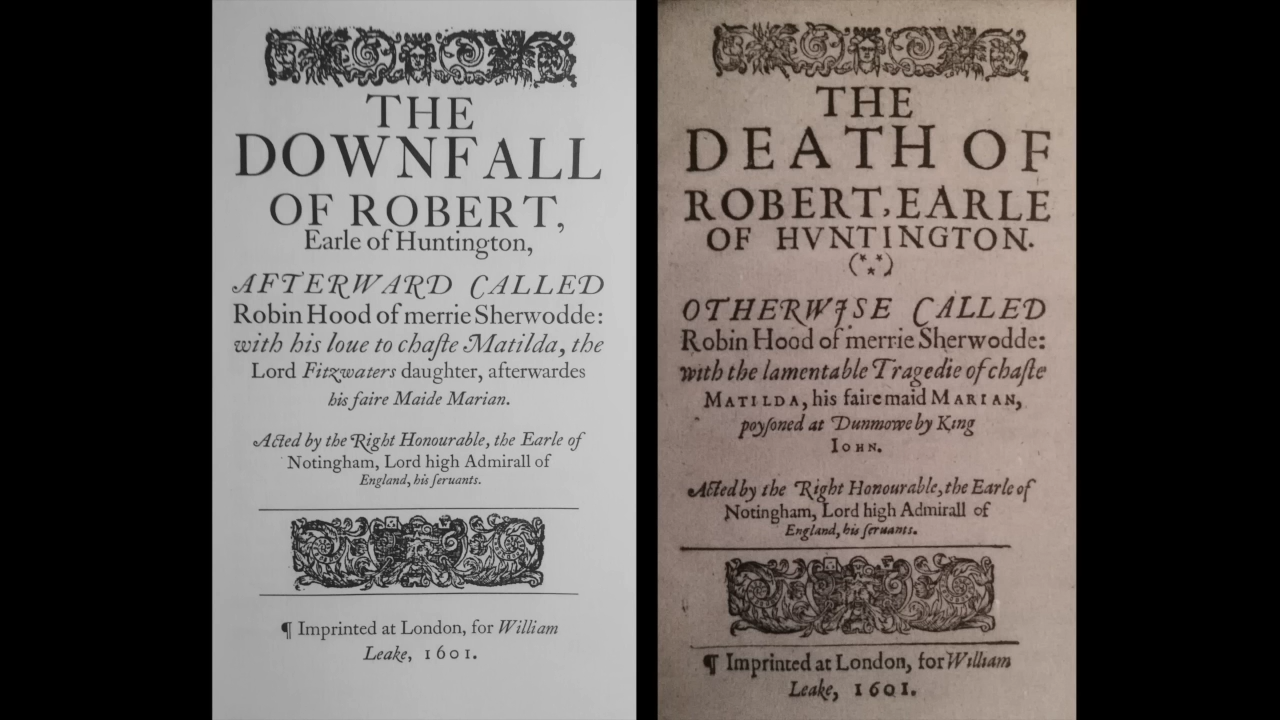 THE
DOWNFALL
OF ROBERT,
Earle of Huntington,
AFTERWARD CALLED
Robin Hood of merrie Sherwodde:
with his loue to chaſte Matilda, the
Lord Fitzwaters daughter, afterwardes
his faire Maide Marian.
Acted by the Right Honourable, the Earle of
Notingham, Lord high Admirall of
England, his ſeruants.
¶ Imprinted at London, for William
Leake, 1601.
THE
DEATH OF
ROBERT, EARLE
OF HVNTINGTON.
(***)
OTHERWISE CALLED
Robin Hood of merrie Sherwodde:
with the lamentable Tragedie of chaſte
MATILDA, his faire maid MARIAN,
poyſoned at Dunmowe by King
IOHN.
Acted by the Right Honourable, the Earle of
Notingham, Lord high Admirall of
England, his ſeruants.
¶ Imprinted at London, for William
Leake, 1601.